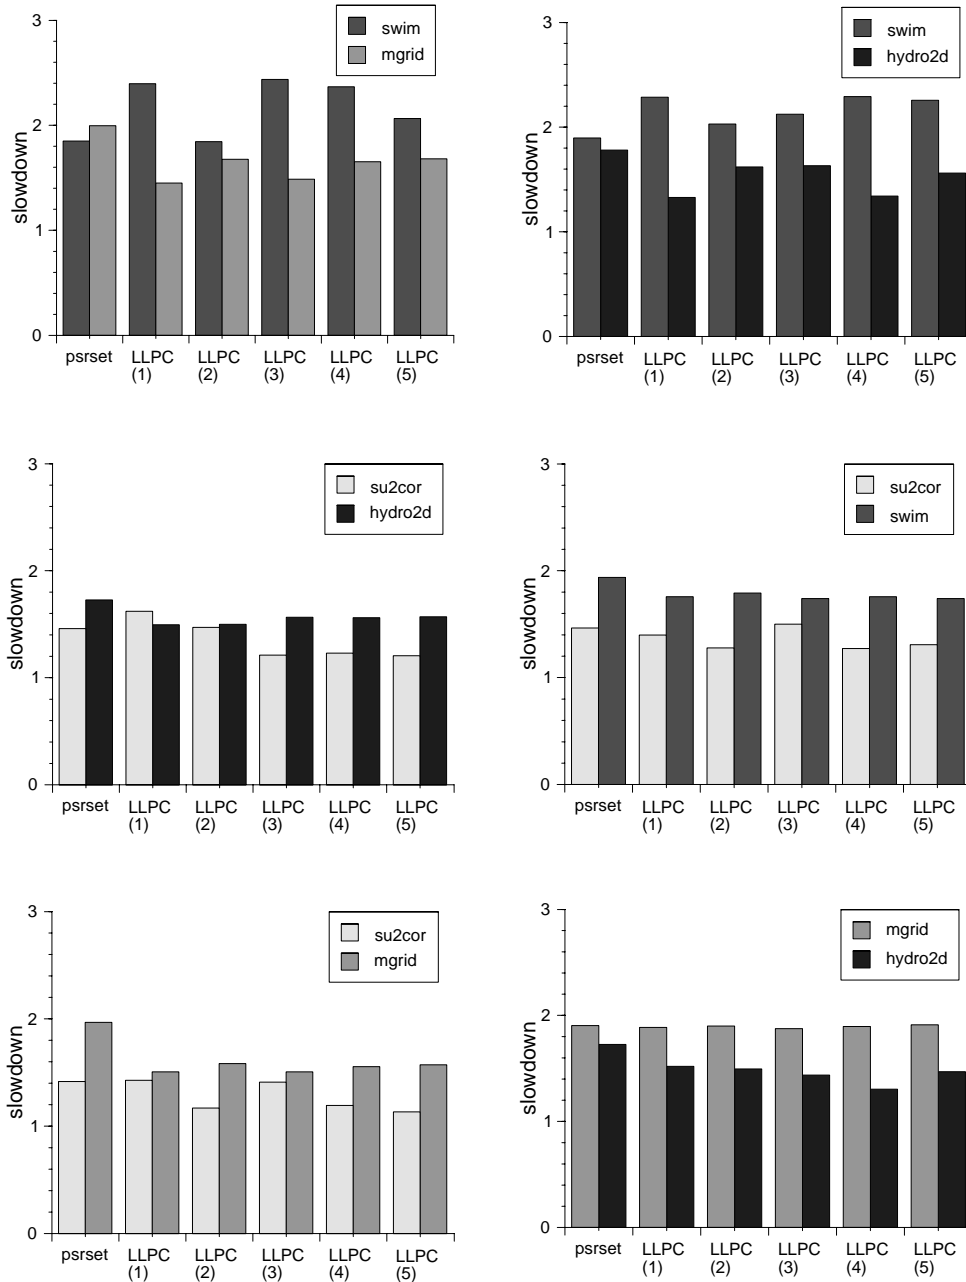 3
2
1
0
slowdown
swim
mgrid
psrset
LLPC
(1)
LLPC
(2)
LLPC
(3)
LLPC
(4)
LLPC
(5)
3
2
1
0
slowdown
swim
hydro2d
psrset
LLPC
(1)
LLPC
(2)
LLPC
(3)
LLPC
(4)
LLPC
(5)
3
2
1
0
slowdown
su2cor
hydro2d
psrset
LLPC
(1)
LLPC
(2)
LLPC
(3)
LLPC
(4)
LLPC
(5)
3
2
1
0
slowdown
su2cor
swim
psrset
LLPC
(1)
LLPC
(2)
LLPC
(3)
LLPC
(4)
LLPC
(5)
3
2
1
0
slowdown
su2cor
mgrid
psrset
LLPC
(1)
LLPC
(2)
LLPC
(3)
LLPC
(4)
LLPC
(5)
3
2
1
0
slowdown
mgrid
hydro2d
psrset
LLPC
(1)
LLPC
(2)
LLPC
(3)
LLPC
(4)
LLPC
(5)